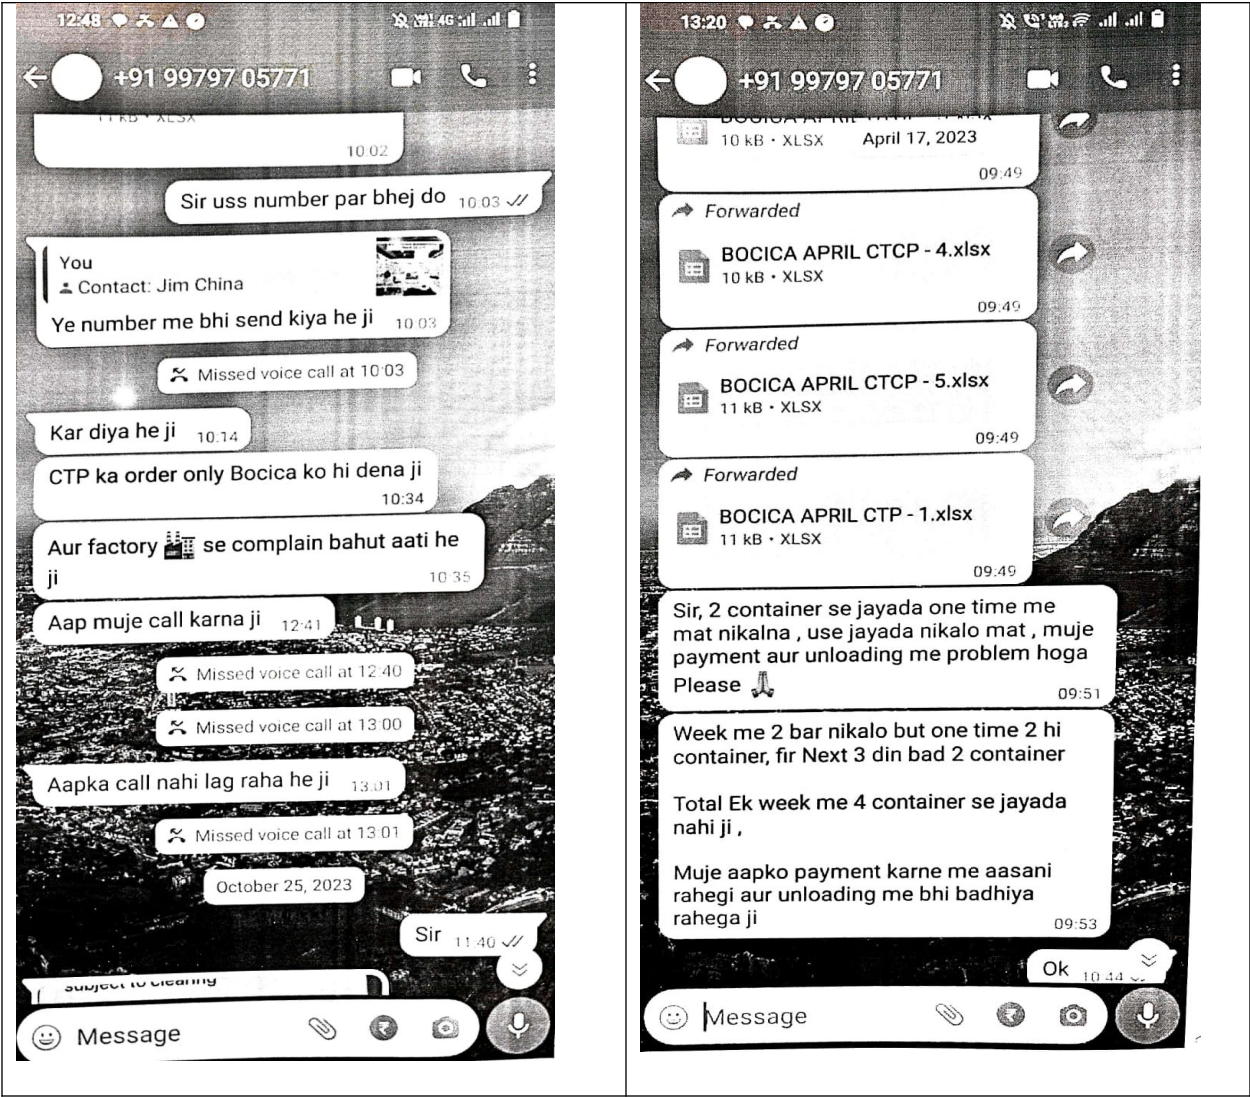 12:48
4G
+91 99797 05771
11 kB • XLSX
10:02
Sir uss number par bhej do 10:03
You
Contact: Jim China
Ye number me bhi send kiya he ji 10:03
Missed voice call at 10:03
Kar diya he ji 10:14
CTP ka order only Bocica ko hi dena ji
10:34
Aur factory 🏭 se complain bahut aati he
ji 10:35
Aap muje call karna ji 12:41
Missed voice call at 12:40
Missed voice call at 13:00
Aapka call nahi lag raha he ji 13:01
Missed voice call at 13:01
October 25, 2023
Sir 11:40
subject to clearing
Message
13:20
+91 99797 05771
BOCICA APRIL
10 kB • XLSX
April 17, 2023
09:49
Forwarded
BOCICA APRIL CTCP - 4.xlsx
10 kB • XLSX
09:49
Forwarded
BOCICA APRIL CTCP - 5.xlsx
11 kB • XLSX
09:49
Forwarded
BOCICA APRIL CTP - 1.xlsx
11 kB • XLSX
09:49
Sir, 2 container se jayada one time me
mat nikalna , use jayada nikalo mat , muje
payment aur unloading me problem hoga
Please 🙏 09:51
Week me 2 bar nikalo but one time 2 hi
container, fir Next 3 din bad 2 container
Total Ek week me 4 container se jayada
nahi ji ,
Muje aapko payment karne me aasani
rahegi aur unloading me bhi badhiya
rahega ji 09:53
Ok 10:44
Message